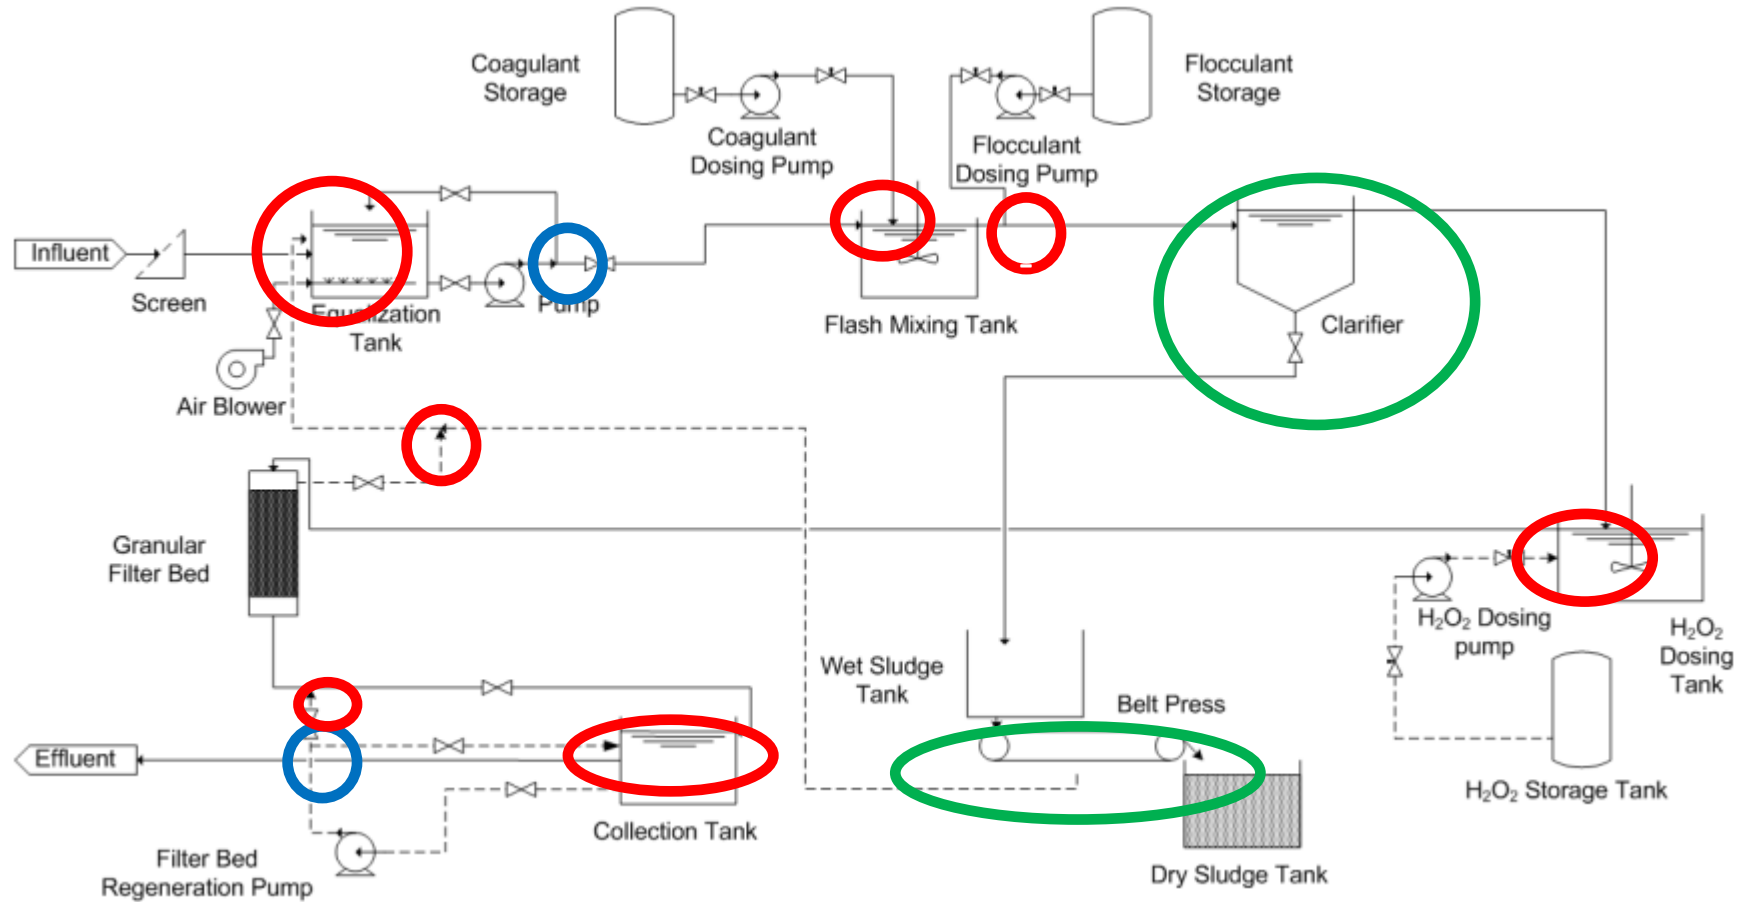 Coagulant
Storage
Flocculant
Storage
Coagulant
Dosing Pump
Flocculant
Dosing Pump
Influent
Screen
Equalization
Tank
Pump
Flash Mixing Tank
Clarifier
Air Blower
Granular
Filter Bed
H₂O₂ Dosing
pump
H₂O₂
Dosing
Tank
Wet Sludge
Tank
Belt Press
Effluent
H₂O₂ Storage Tank
Collection Tank
Filter Bed
Regeneration Pump
Dry Sludge Tank